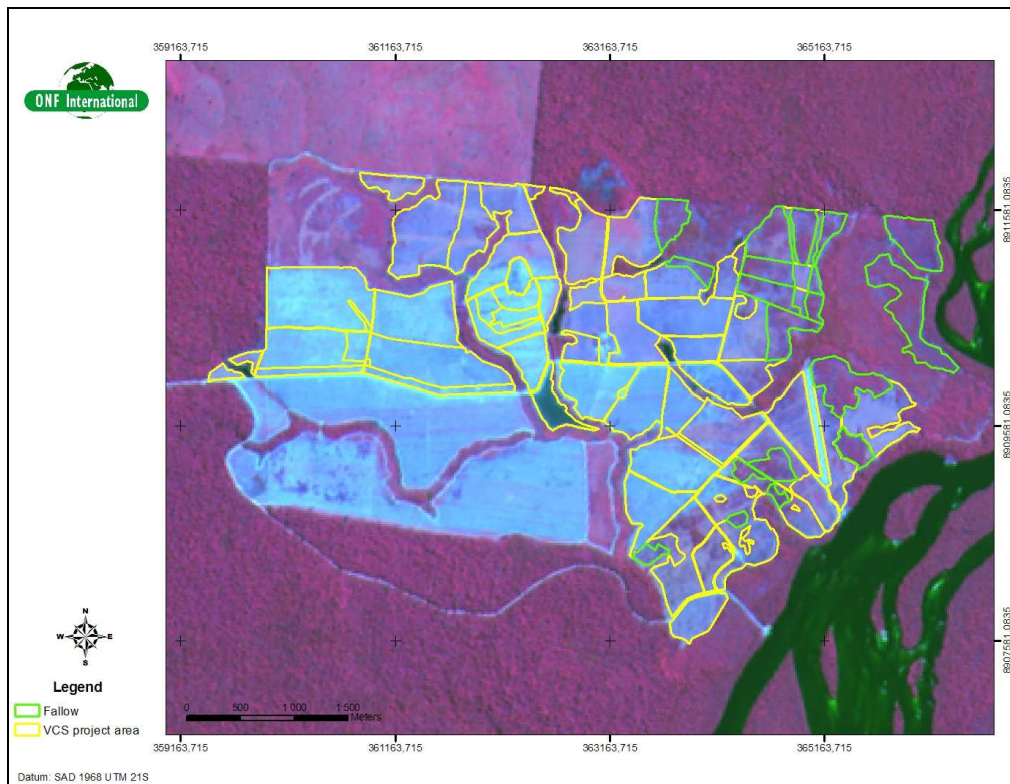 359163,715 361163,715 363163,715 365163,715
ONF International
8911581.0835
8909581.0835
8907581.0835
N
W E
S
Legend
Fallow
VCS project area
0 500 1 000 1 500
Meters
359163,715 361163,715 363163,715 365163,715
Datum: SAD 1968 UTM 21S